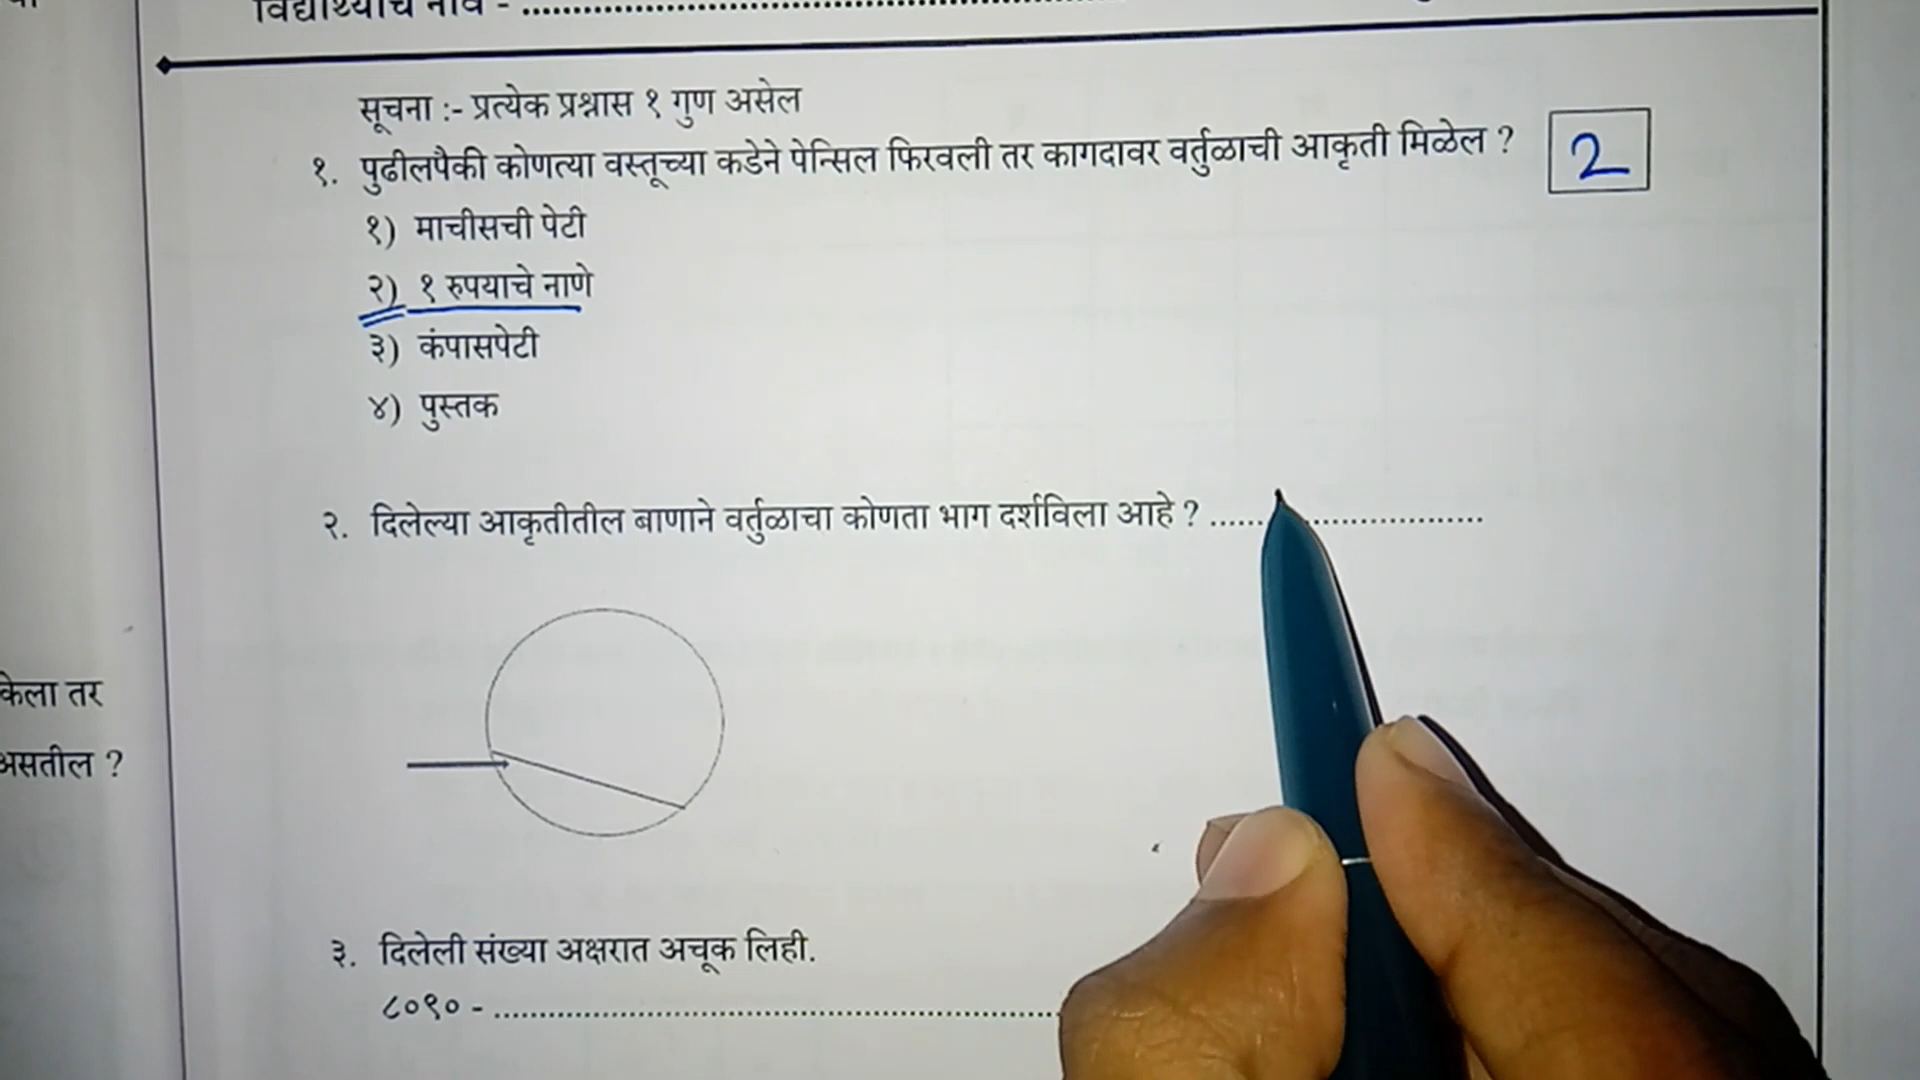 विद्यार्थ्याचे नाव - ........................................
सूचना :- प्रत्येक प्रश्नास १ गुण असेल
१. पुढीलपैकी कोणत्या वस्तूच्या कडेने पेन्सिल फिरवली तर कागदावर वर्तुळाची आकृती मिळेल ? 2
१) माचीसची पेटी
२) १ रुपयाचे नाणे
३) कंपासपेटी
४) पुस्तक
२. दिलेल्या आकृतीतील बाणाने वर्तुळाचा कोणता भाग दर्शविला आहे ? ..............................
केला तर
असतील ?
३. दिलेली संख्या अक्षरात अचूक लिही.
८०९० - ........................................